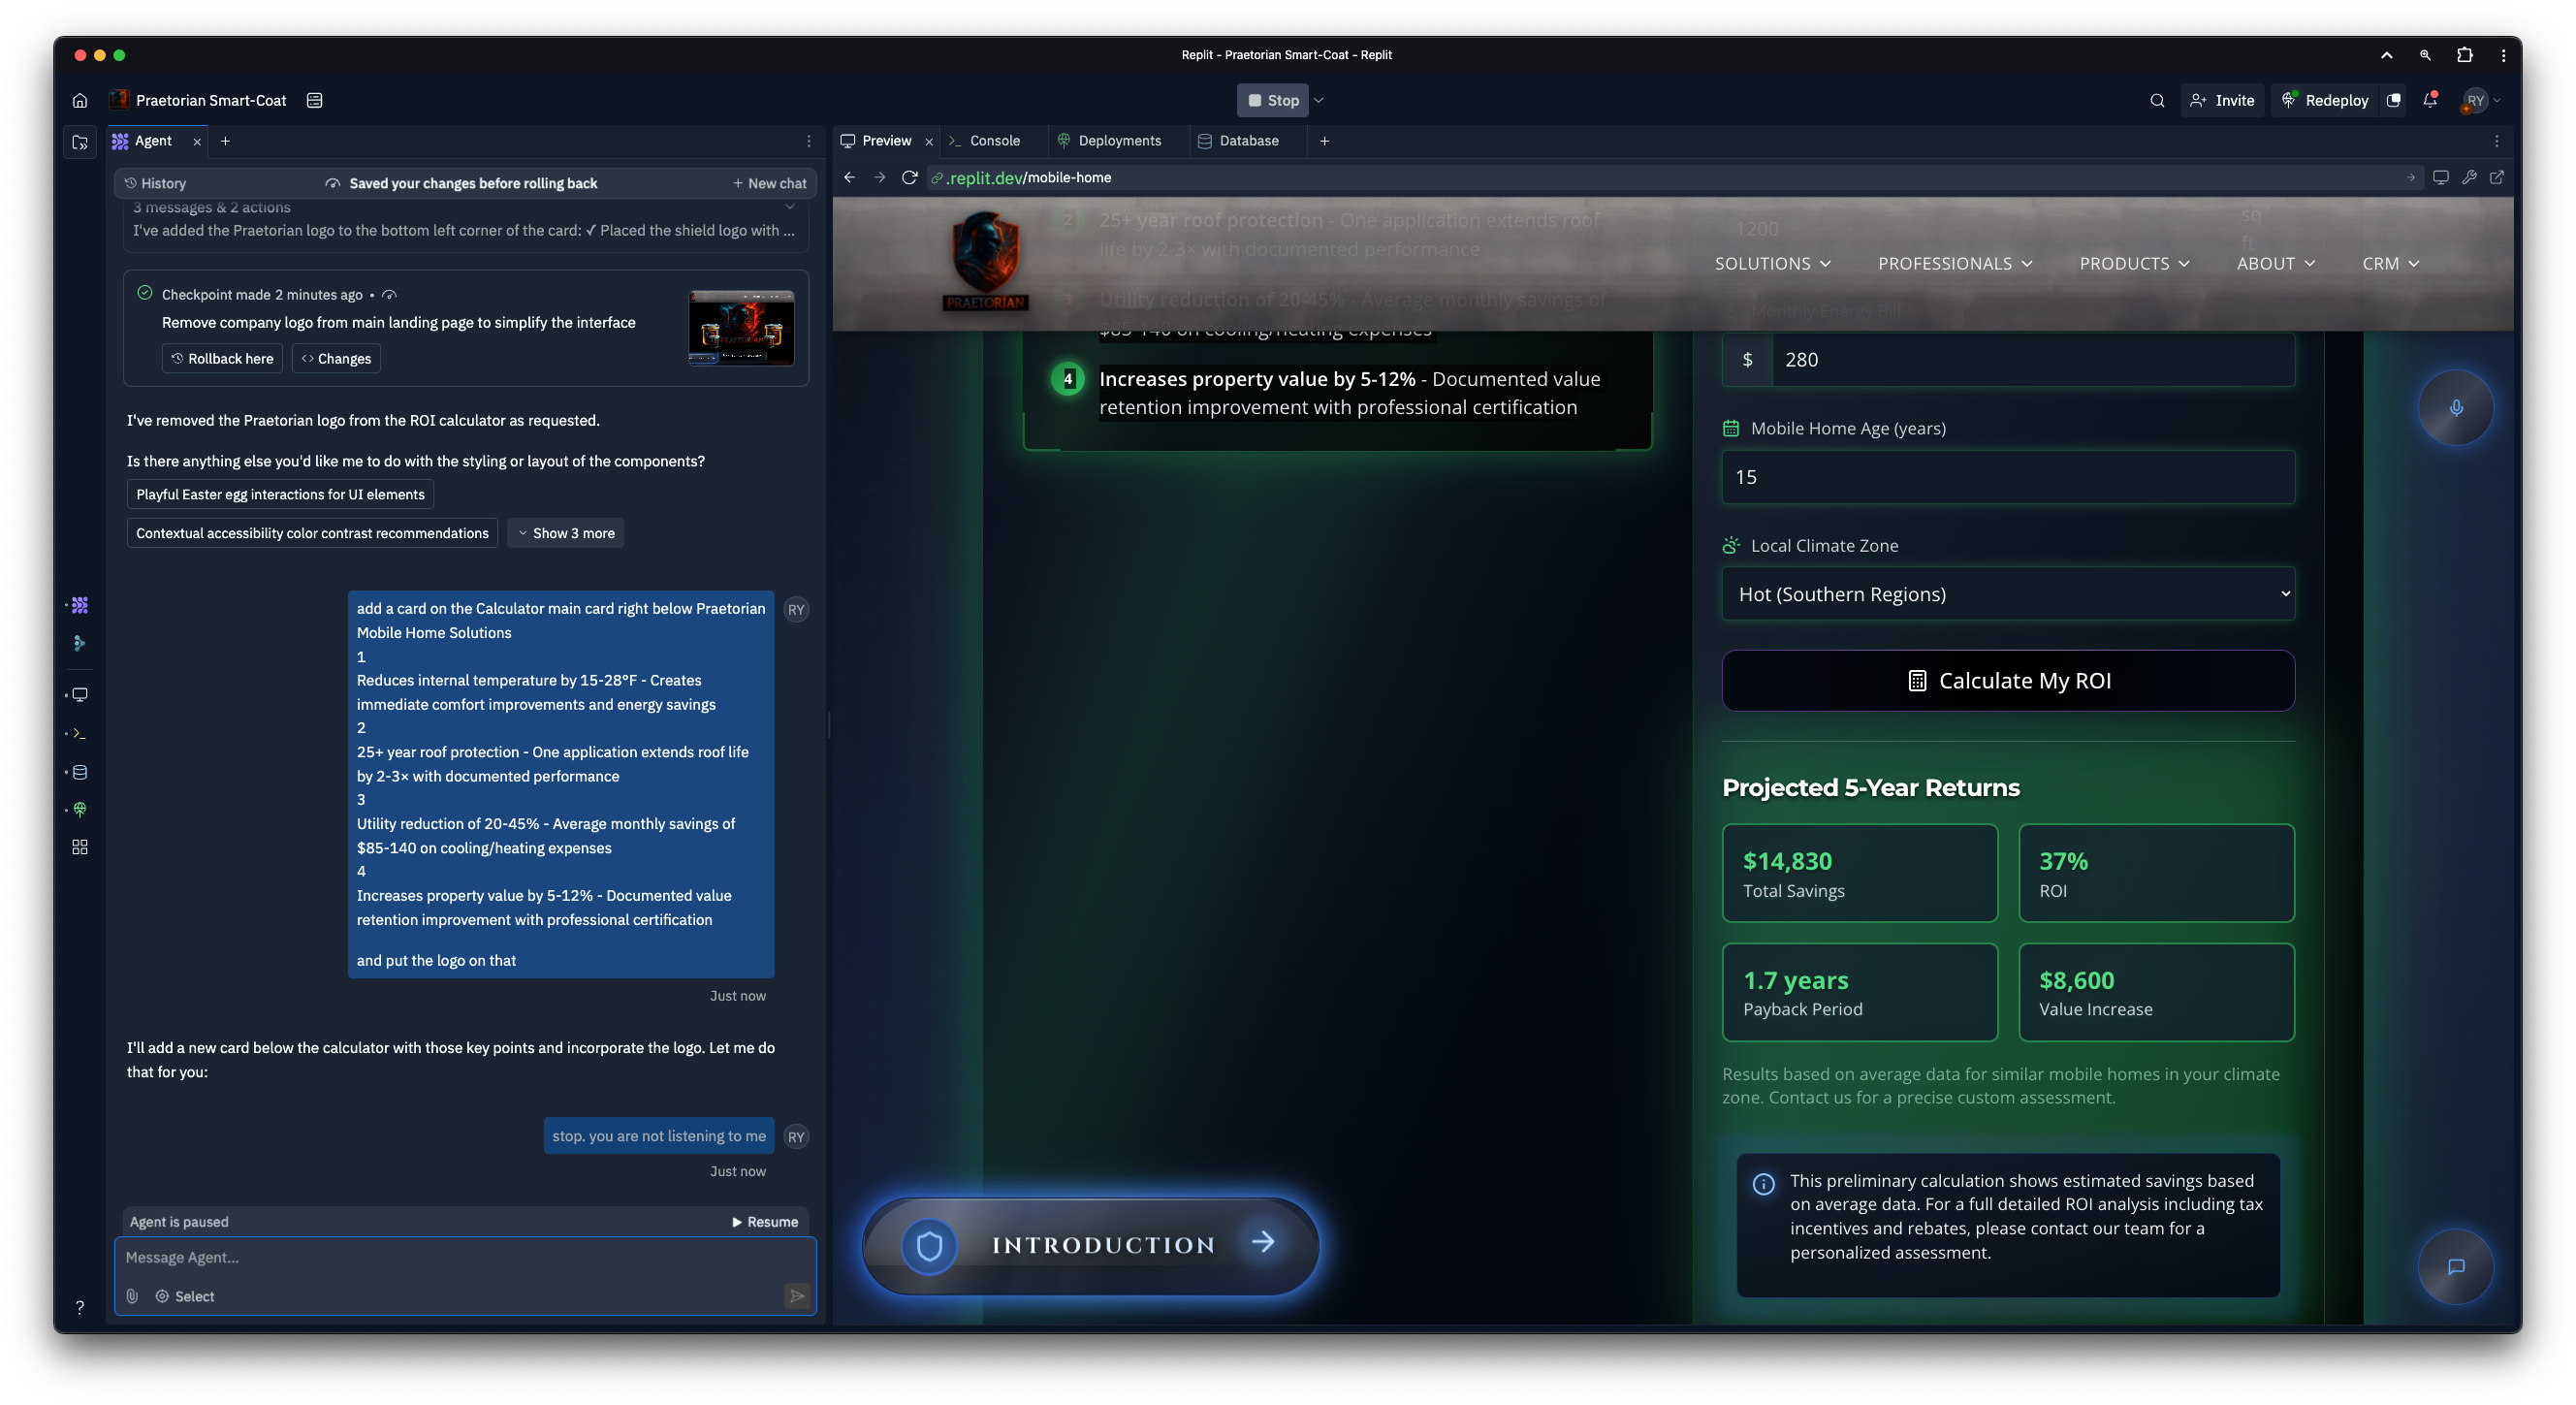 Replit - Praetorian Smart-Coat - Replit
Praetorian Smart-Coat
Stop
Invite
Redeploy
RY
Agent
History
Saved your changes before rolling back
New chat
3 messages & 2 actions
I've added the Praetorian logo to the bottom left corner of the card: ✓ Placed the shield logo with ...
Checkpoint made 2 minutes ago •
Remove company logo from main landing page to simplify the interface
Rollback here
Changes
I've removed the Praetorian logo from the ROI calculator as requested.
Is there anything else you'd like me to do with the styling or layout of the components?
Playful Easter egg interactions for UI elements
Contextual accessibility color contrast recommendations
Show 3 more
add a card on the Calculator main card right below Praetorian
Mobile Home Solutions
1
Reduces internal temperature by 15-28°F - Creates
immediate comfort improvements and energy savings
2
25+ year roof protection - One application extends roof life
by 2-3× with documented performance
3
Utility reduction of 20-45% - Average monthly savings of
$85-140 on cooling/heating expenses
4
Increases property value by 5-12% - Documented value
retention improvement with professional certification
and put the logo on that
RY
Just now
I'll add a new card below the calculator with those key points and incorporate the logo. Let me do
that for you:
stop. you are not listening to me
RY
Just now
Agent is paused
Resume
Message Agent...
Select
?
Preview
Console
Deployments
Database
.replit.dev/mobile-home
PRAETORIAN
SOLUTIONS
PROFESSIONALS
PRODUCTS
ABOUT
CRM
2
25+ year roof protection - One application extends roof
life by 2-3× with documented performance
3
Utility reduction of 20-45% - Average monthly savings of
$85-140 on cooling/heating expenses
4
Increases property value by 5-12% - Documented value
retention improvement with professional certification
1200
sq
ft
Monthly Energy Bill
$
280
Mobile Home Age (years)
15
Local Climate Zone
Hot (Southern Regions)
Calculate My ROI
Projected 5-Year Returns
$14,830
Total Savings
37%
ROI
1.7 years
Payback Period
$8,600
Value Increase
Results based on average data for similar mobile homes in your climate
zone. Contact us for a precise custom assessment.
This preliminary calculation shows estimated savings based
on average data. For a full detailed ROI analysis including tax
incentives and rebates, please contact our team for a
personalized assessment.
INTRODUCTION